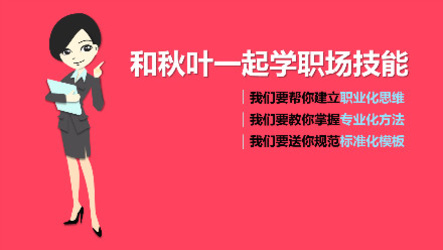 和秋叶一起学职场技能
我们要帮你建立职业化思维
我们要教你掌握专业化方法
我们要送你规范标准化模板